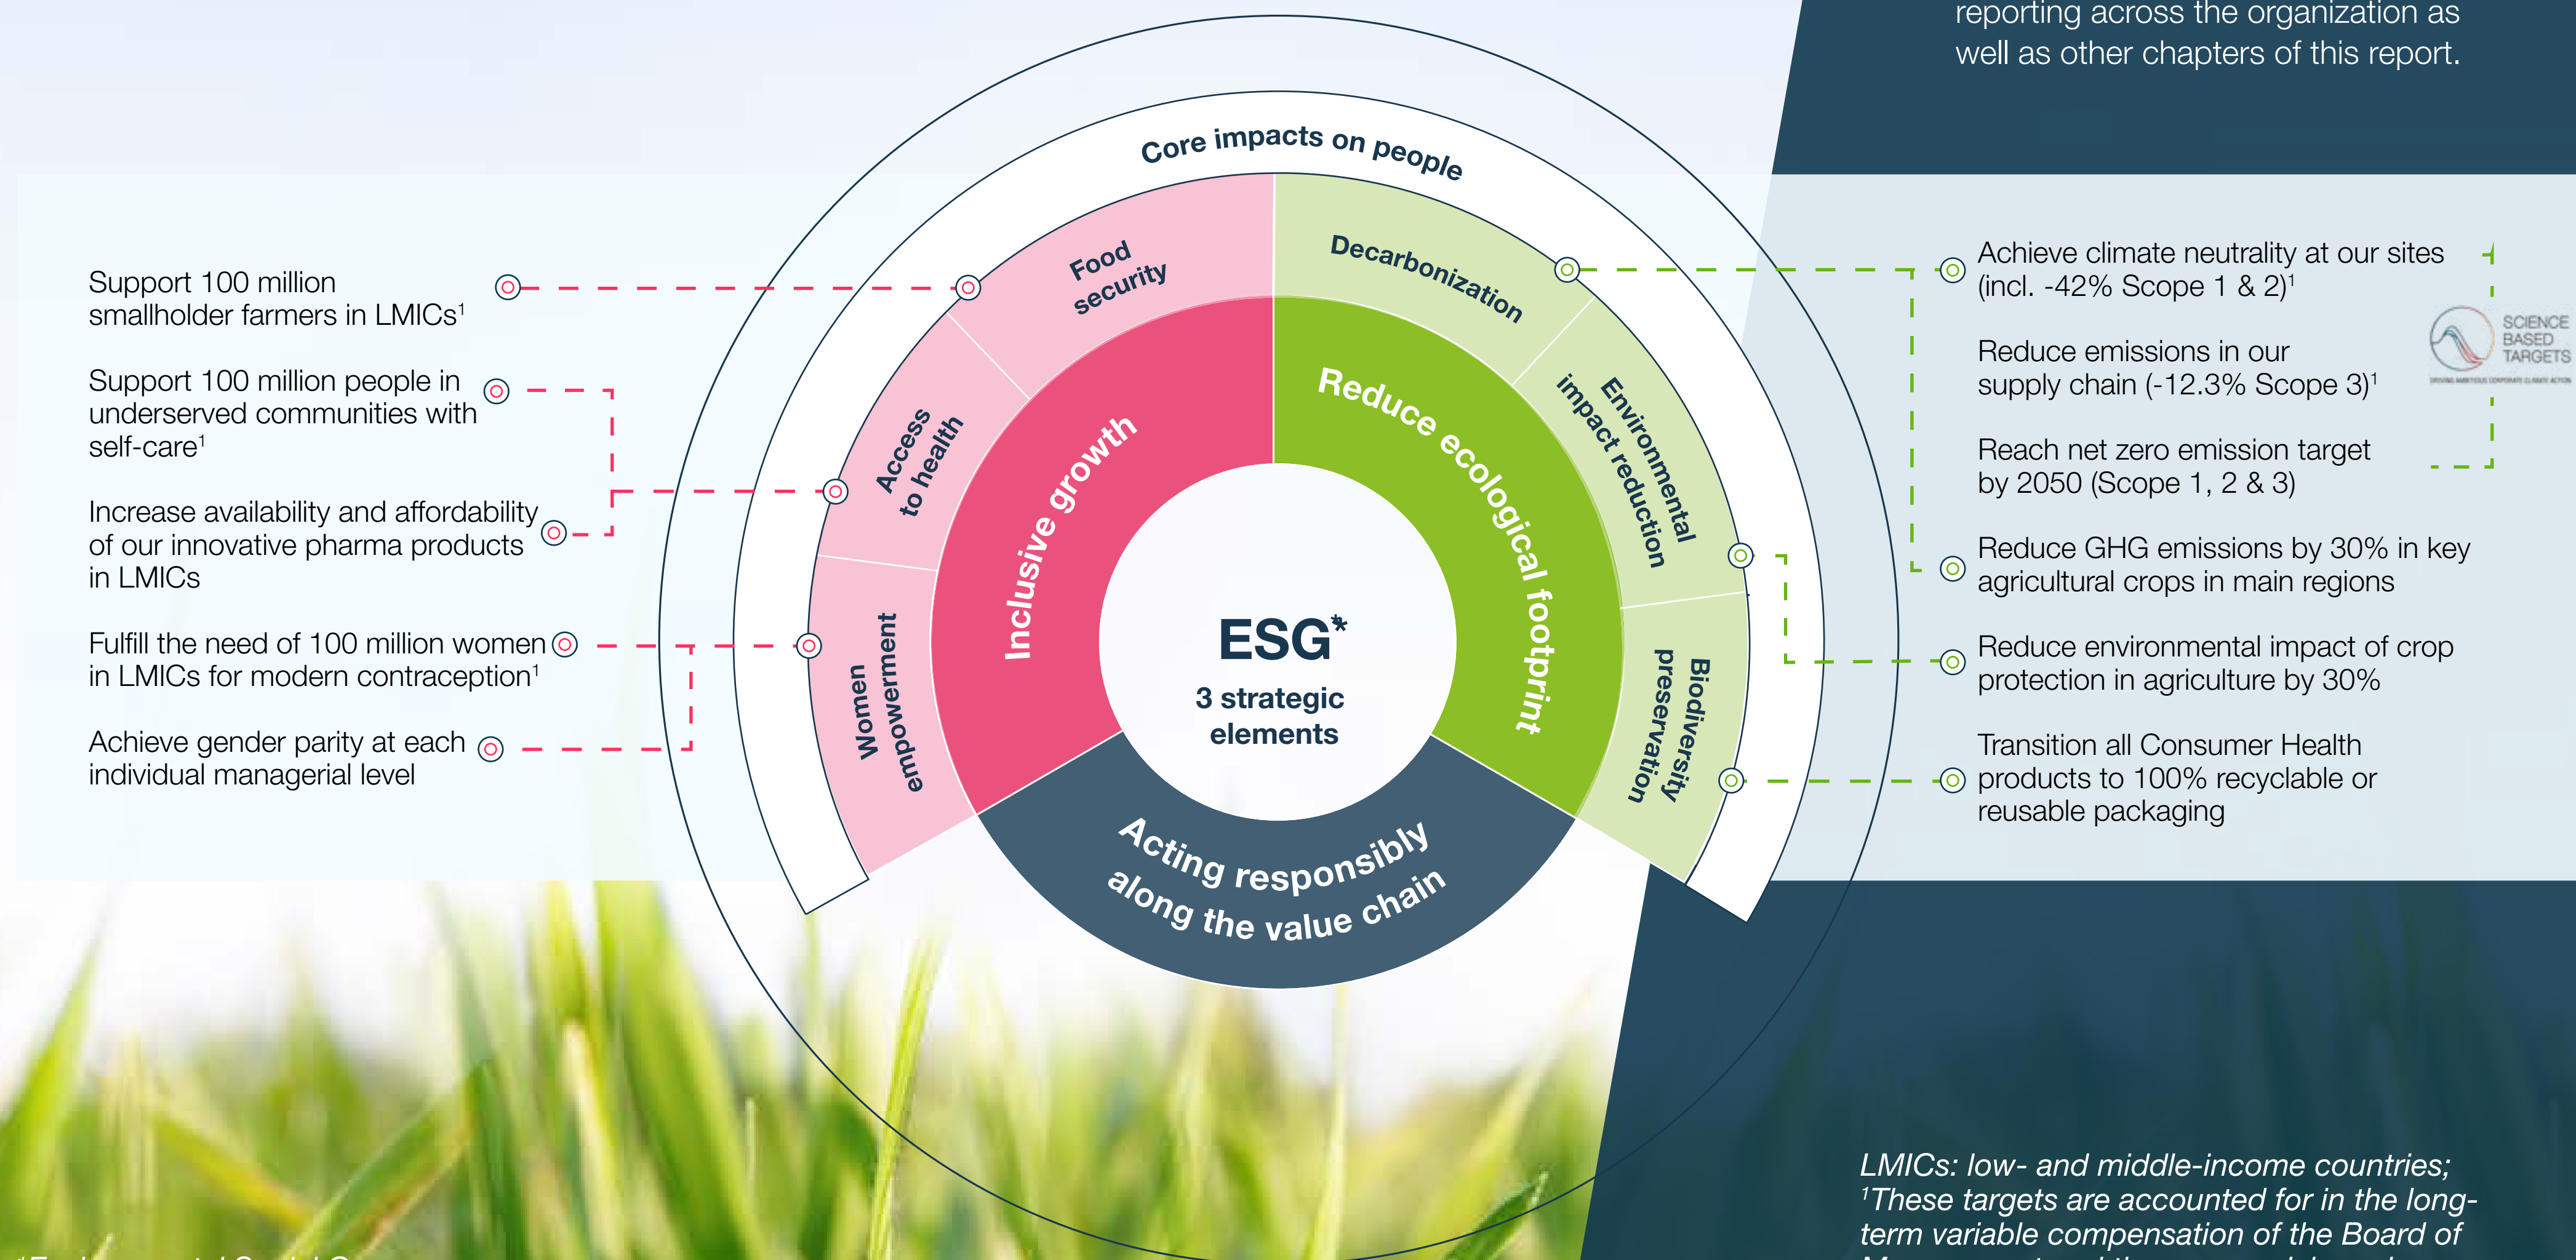 reporting across the organization as
well as other chapters of this report.
Core impacts on people
Food
security
Access
to health
Women
empowerment
Inclusive growth
Decarbonization
Environmental
impact reduction
Biodiversity
preservation
Reduce ecological footprint
ESG*
3 strategic
elements
Acting responsibly
along the value chain
Support 100 million
smallholder farmers in LMICs¹
Support 100 million people in
underserved communities with
self-care¹
Increase availability and affordability
of our innovative pharma products
in LMICs
Fulfill the need of 100 million women
in LMICs for modern contraception¹
Achieve gender parity at each
individual managerial level
Achieve climate neutrality at our sites
(incl. -42% Scope 1 & 2)¹
Reduce emissions in our
supply chain (-12.3% Scope 3)¹
Reach net zero emission target
by 2050 (Scope 1, 2 & 3)
SCIENCE
BASED
TARGETS
DRIVING AMBITIOUS CORPORATE CLIMATE ACTION
Reduce GHG emissions by 30% in key
agricultural crops in main regions
Reduce environmental impact of crop
protection in agriculture by 30%
Transition all Consumer Health
products to 100% recyclable or
reusable packaging
LMICs: low- and middle-income countries;
¹These targets are accounted for in the long-
term variable compensation of the Board of